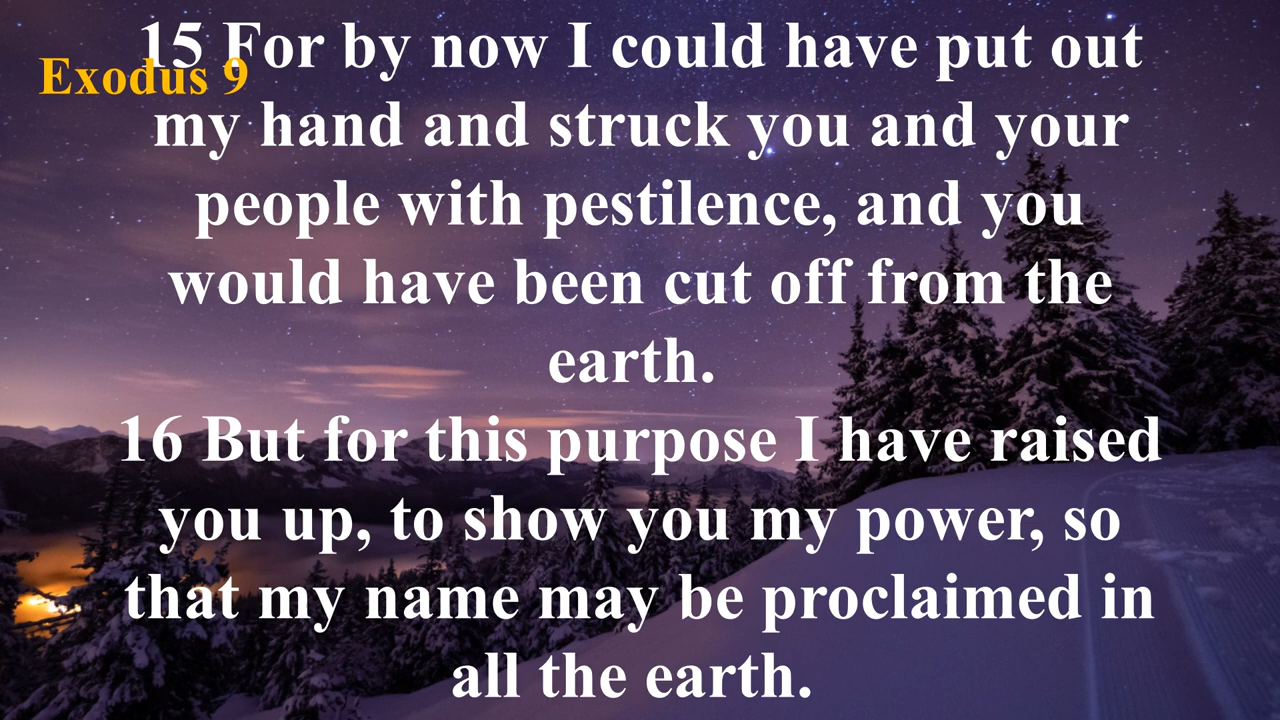 Exodus 9
15 For by now I could have put out
my hand and struck you and your
people with pestilence, and you
would have been cut off from the
earth.
16 But for this purpose I have raised
you up, to show you my power, so
that my name may be proclaimed in
all the earth.